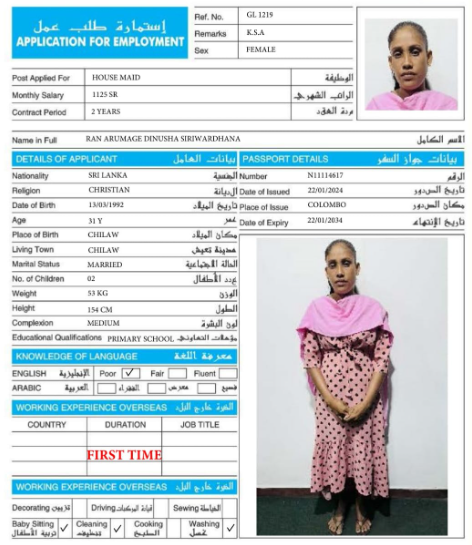 إستمارة طلب عمل
APPLICATION FOR EMPLOYMENT
Ref. No. GL 1219
Remarks K.S.A
Sex FEMALE
Post Applied For HOUSE MAID الوظيفة
Monthly Salary 1125 SR الراتب الشهري
Contract Period 2 YEARS مدة العقد
Name in Full RAN ARUMAGE DINUSHA SIRIWARDHANA الاسم الكامل
DETAILS OF APPLICANT بيانات العامل
Nationality SRI LANKA الجنسية
Religion CHRISTIAN الديانة
Date of Birth 13/03/1992 تاريخ الميلاد
Age 31 Y عمر
Place of Birth CHILAW مكان الميلاد
Living Town CHILAW مدينة تعيش
Marital Status MARRIED الحالة الاجتماعية
No. of Children 02 عدد الأطفال
Weight 53 KG الوزن
Height 154 CM الطول
Complexion MEDIUM لون البشرة
Educational Qualifications PRIMARY SCHOOL مؤهلات
PASSPORT DETAILS بيانات جواز السفر
Number N11114617 الرقم
Date of Issued 22/01/2024 تاريخ الصدور
Place of Issue COLOMBO مكان الصدور
Date of Expiry 22/01/2034 تاريخ الإنتهاء
KNOWLEDGE OF LANGUAGE معرفة اللغة
ENGLISH الإنجليزية Poor ✓ Fair Fluent
ARABIC العربية
WORKING EXPERIENCE OVERSEAS الخبرة خارج البلد
COUNTRY DURATION JOB TITLE
FIRST TIME
WORKING EXPERIENCE OVERSEAS الخبرة خارج البلد
Decorating Driving قيادة المركبات Sewing الخياطة
Baby Sitting تربية الأطفال ✓ Cleaning تنظيف ✓ Cooking الطبخ Washing غسل ✓